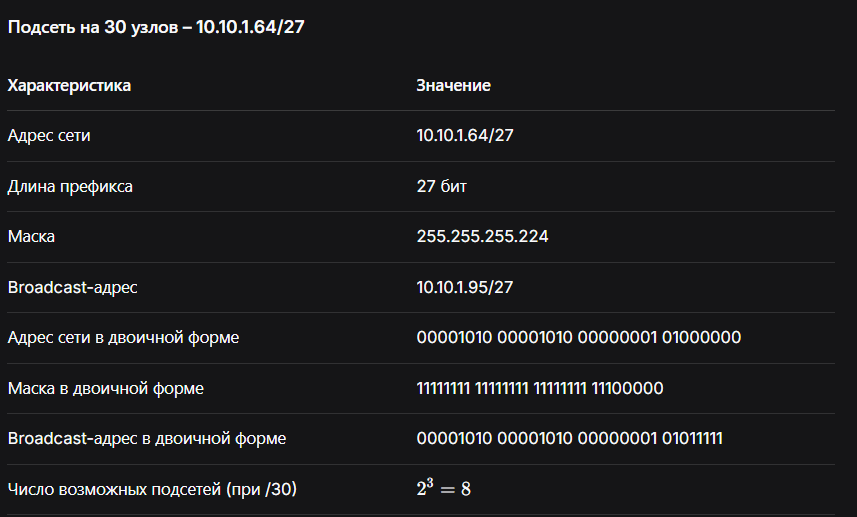 Подсеть на 30 узлов – 10.10.1.64/27
Характеристика Значение
Адрес сети 10.10.1.64/27
Длина префикса 27 бит
Маска 255.255.255.224
Broadcast-адрес 10.10.1.95/27
Адрес сети в двоичной форме 00001010 00001010 00000001 01000000
Маска в двоичной форме 11111111 11111111 11111111 11100000
Broadcast-адрес в двоичной форме 00001010 00001010 00000001 01011111
Число возможных подсетей (при /30) 2³ = 8